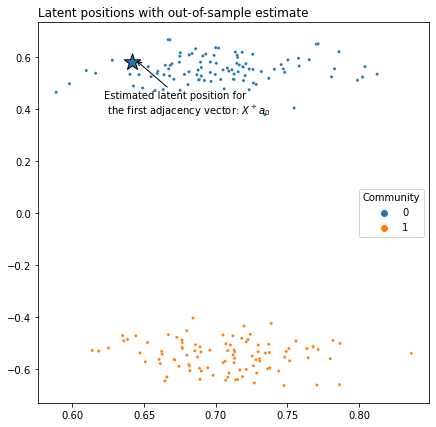 Latent positions with out-of-sample estimate
0.6
Estimated latent position for
0.4
the first adjacency vector: X⁺aₚ
0.2
Community
0
1
0.0
−0.2
−0.4
−0.6
0.60 0.65 0.70 0.75 0.80